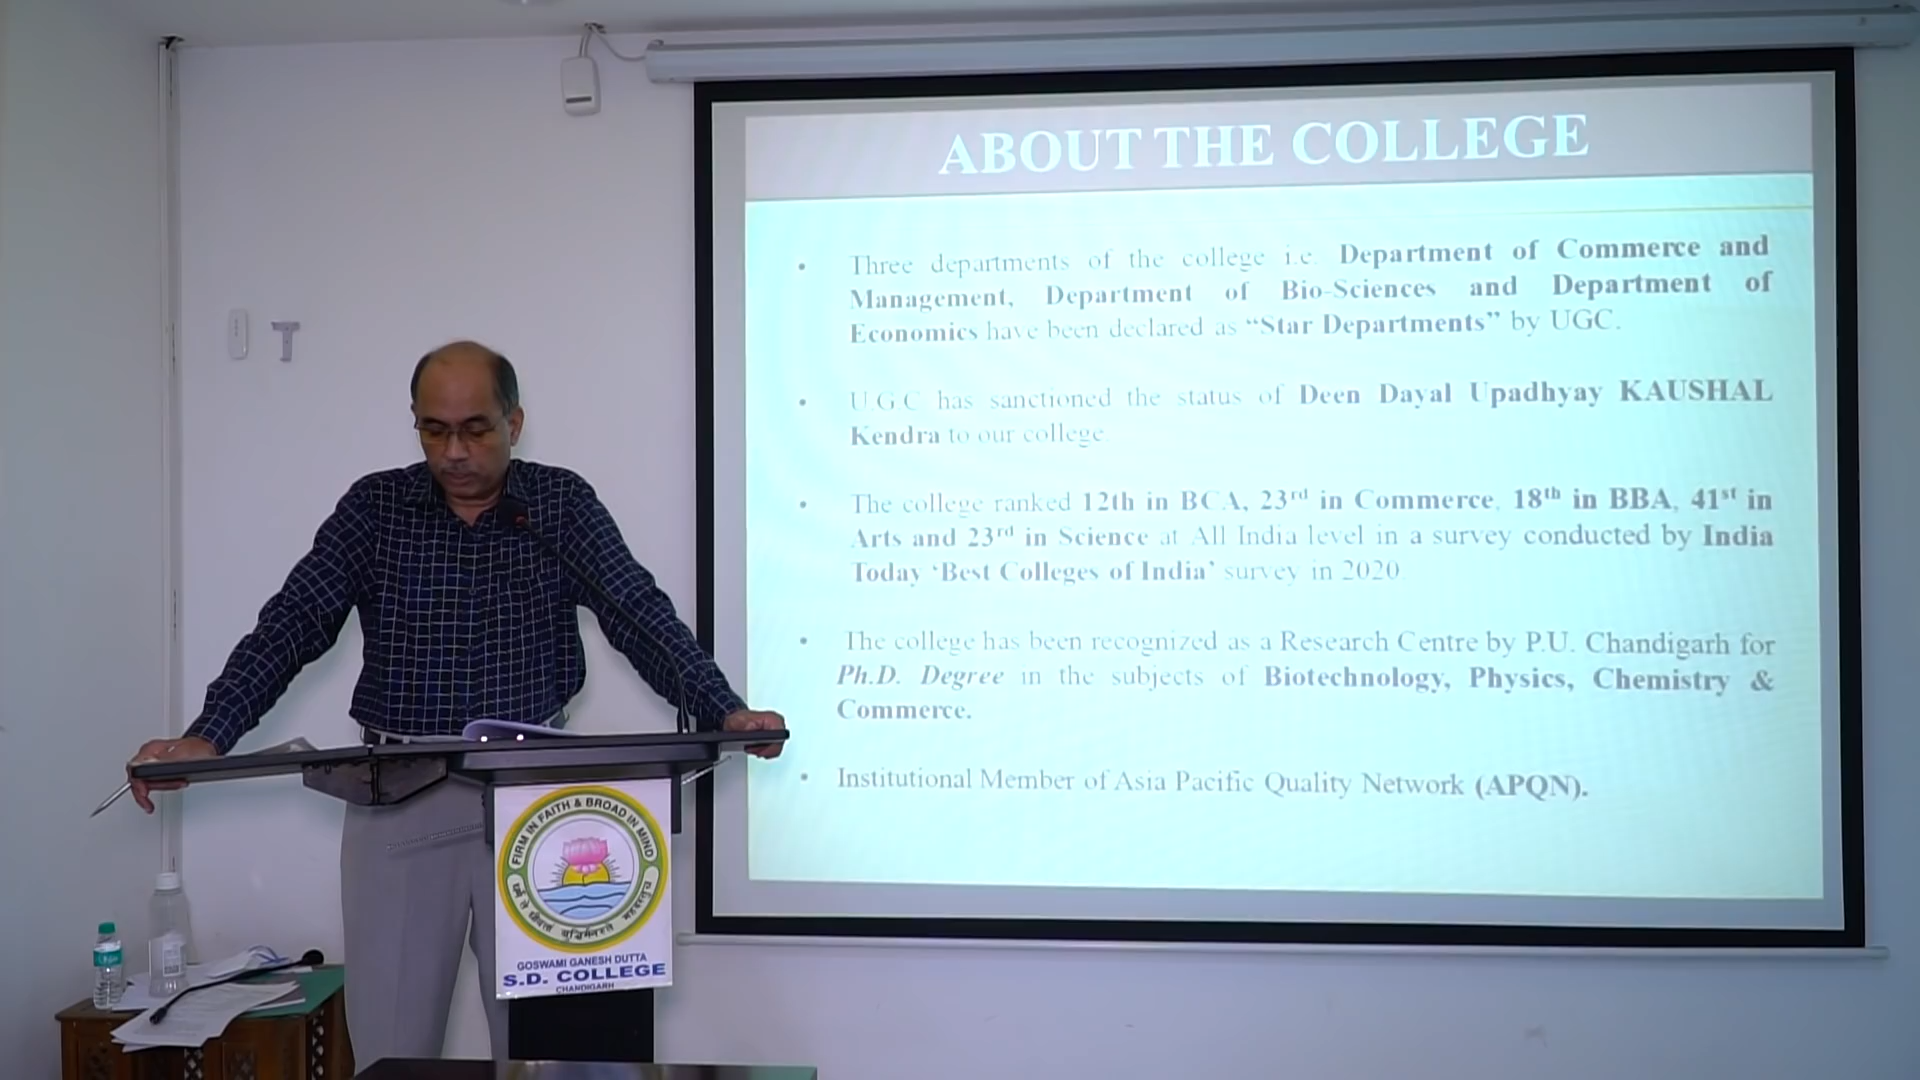 ABOUT THE COLLEGE
• Three departments of the college i.e. Department of Commerce and
Management, Department of Bio-Sciences and Department of
Economics have been declared as “Star Departments” by UGC.
• U.G.C has sanctioned the status of Deen Dayal Upadhyay KAUSHAL
Kendra to our college.
• The college ranked 12th in BCA, 23rd in Commerce, 18th in BBA, 41st in
Arts and 23rd in Science at All India level in a survey conducted by India
Today ‘Best Colleges of India’ survey in 2020
• The college has been recognized as a Research Centre by P.U. Chandigarh for
Ph.D. Degree in the subjects of Biotechnology, Physics, Chemistry &
Commerce.
• Institutional Member of Asia Pacific Quality Network (APQN).
FIRM IN FAITH & BROAD IN MIND
GOSWAMI GANESH DUTTA
S.D. COLLEGE
CHANDIGARH